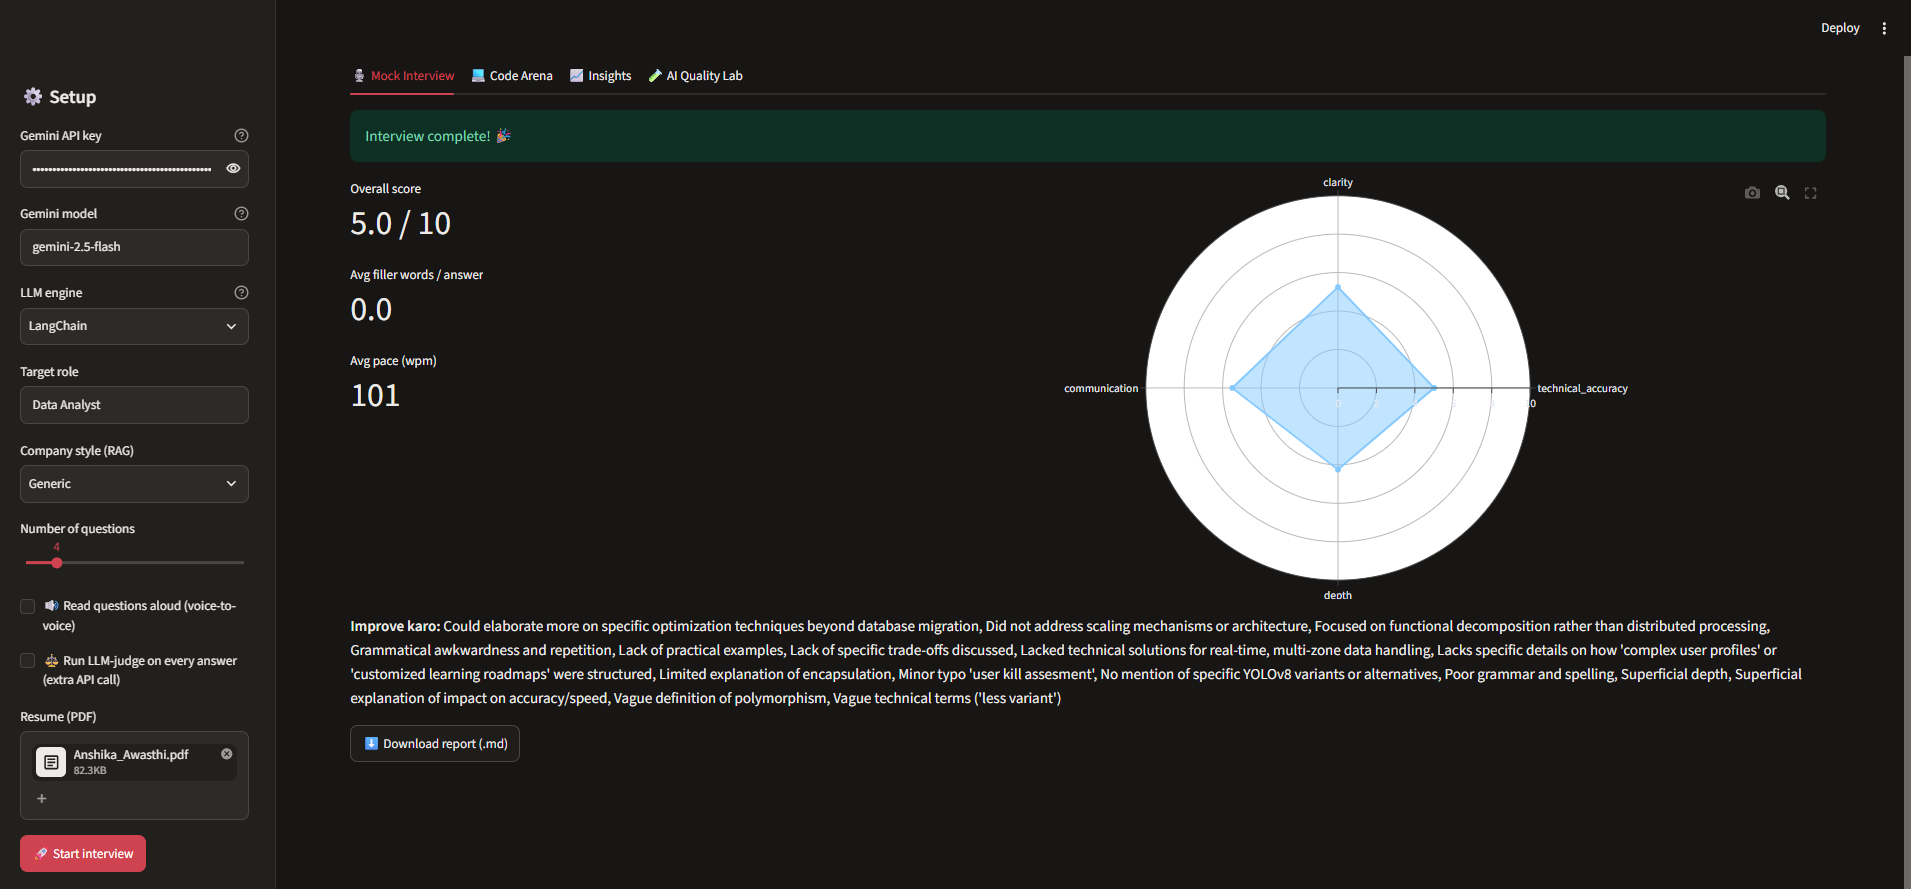 Deploy
Setup
Gemini API key
Gemini model
gemini-2.5-flash
LLM engine
LangChain
Target role
Data Analyst
Company style (RAG)
Generic
Number of questions
4
Read questions aloud (voice-to-
voice)
Run LLM-judge on every answer
(extra API call)
Resume (PDF)
Anshika_Awasthi.pdf
82.3KB
Start interview
Mock Interview
Code Arena
Insights
AI Quality Lab
Interview complete!
Overall score
5.0 / 10
Avg filler words / answer
0.0
Avg pace (wpm)
101
clarity
communication
technical_accuracy
depth
Improve karo: Could elaborate more on specific optimization techniques beyond database migration, Did not address scaling mechanisms or architecture, Focused on functional decomposition rather than distributed processing,
Grammatical awkwardness and repetition, Lack of practical examples, Lack of specific trade-offs discussed, Lacked technical solutions for real-time, multi-zone data handling, Lacks specific details on how 'complex user profiles' or
'customized learning roadmaps' were structured, Limited explanation of encapsulation, Minor typo 'user kill assesment', No mention of specific YOLOv8 variants or alternatives, Poor grammar and spelling, Superficial depth, Superficial
explanation of impact on accuracy/speed, Vague definition of polymorphism, Vague technical terms ('less variant')
Download report (.md)